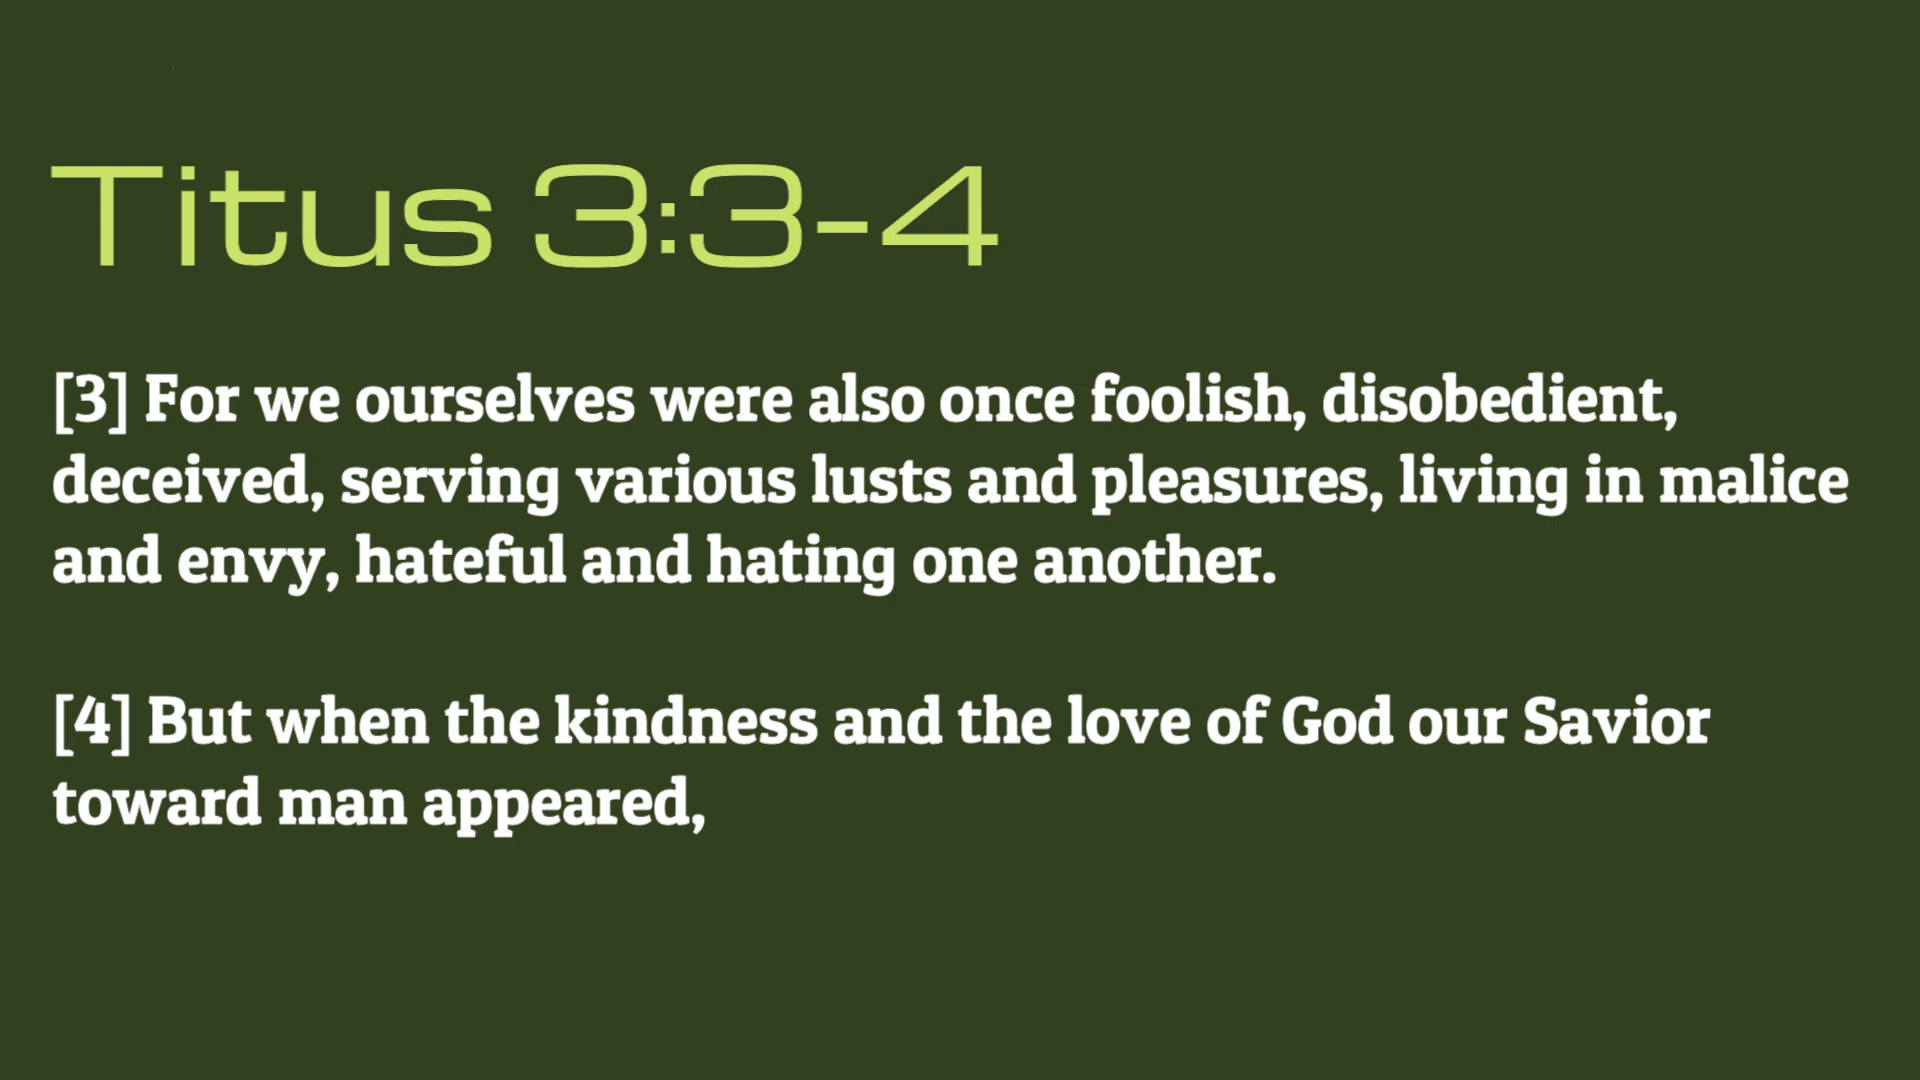 Titus 3:3-4
[3] For we ourselves were also once foolish, disobedient,
deceived, serving various lusts and pleasures, living in malice
and envy, hateful and hating one another.
[4] But when the kindness and the love of God our Savior
toward man appeared,